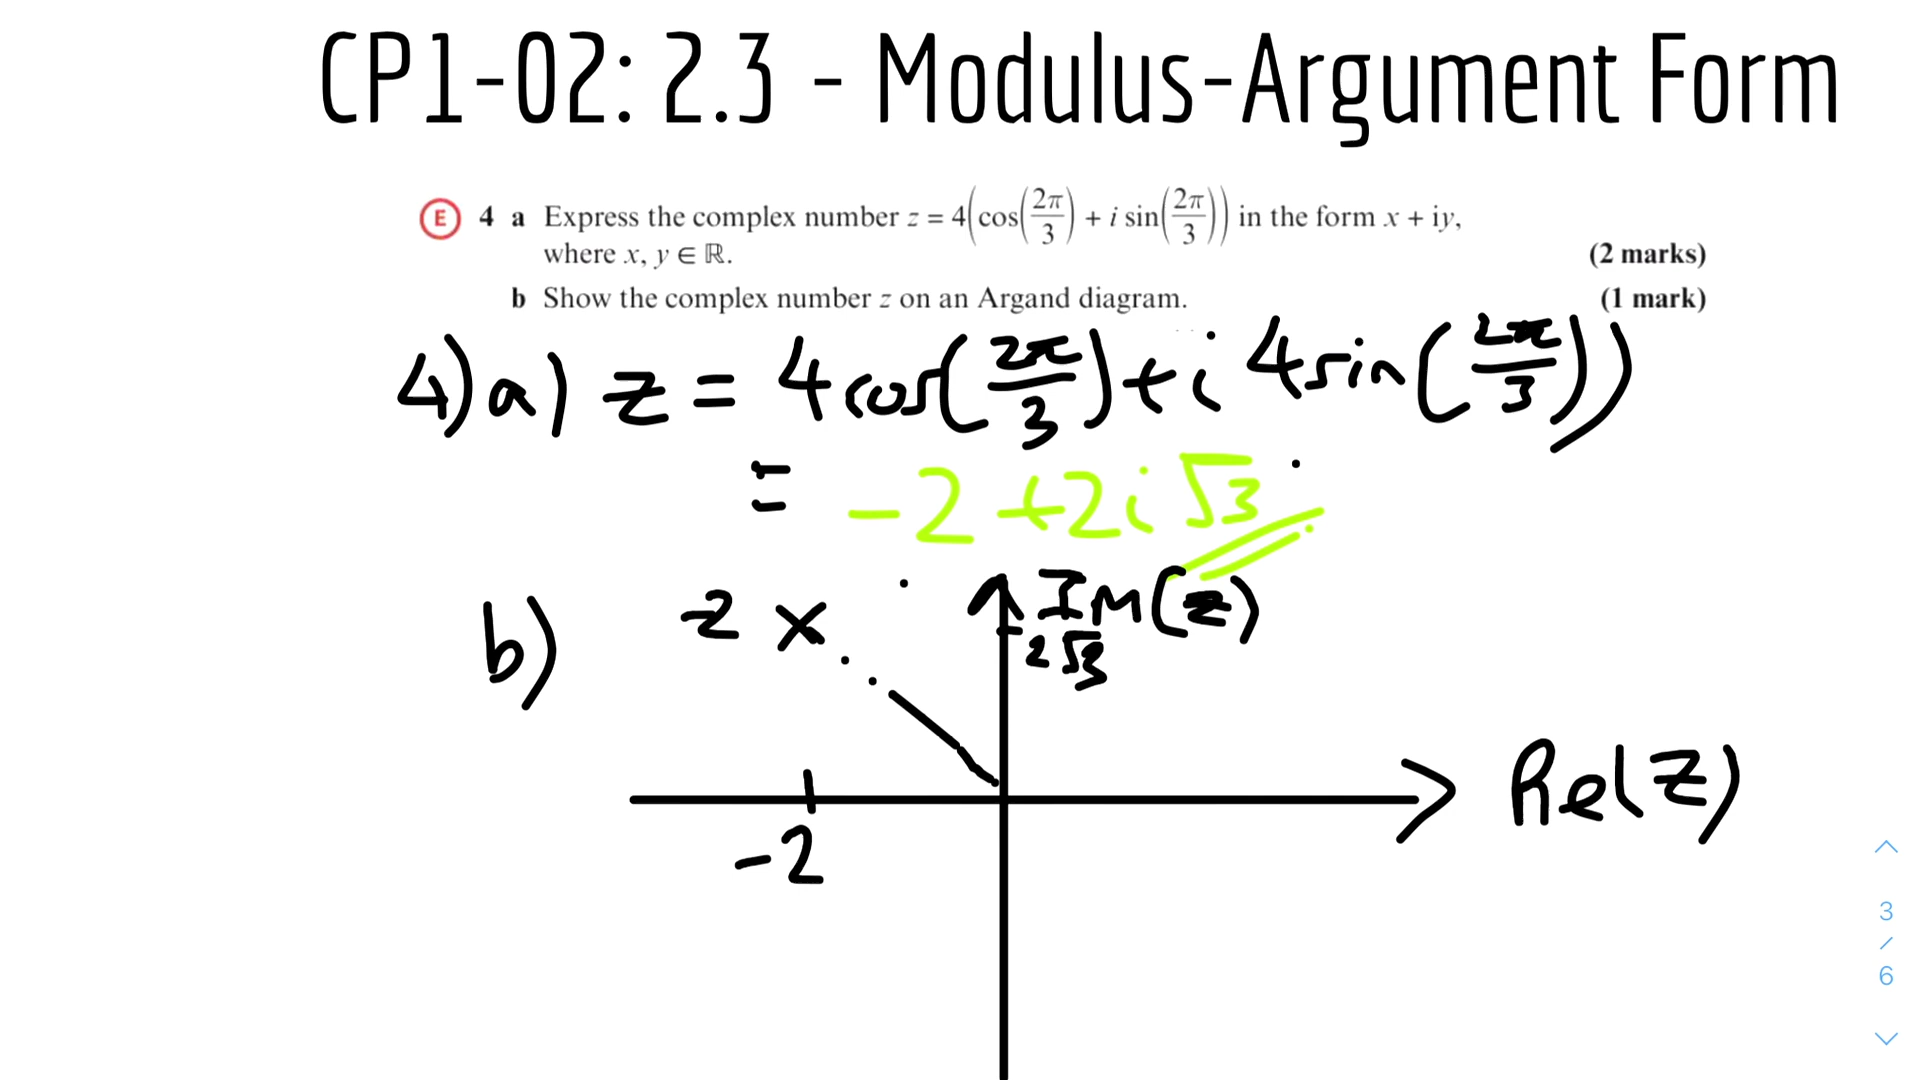 CP1-02: 2.3 - Modulus-Argument Form
E 4 a Express the complex number z = 4(cos(2π/3) + i sin(2π/3)) in the form x + iy,
where x, y ∈ ℝ. (2 marks)
b Show the complex number z on an Argand diagram. (1 mark)
4)a) z = 4cos(2π/3)+i 4sin(2π/3))
= -2+2i√3
b) z x Im(z)
2√3
Re(z)
-2
3
/
6